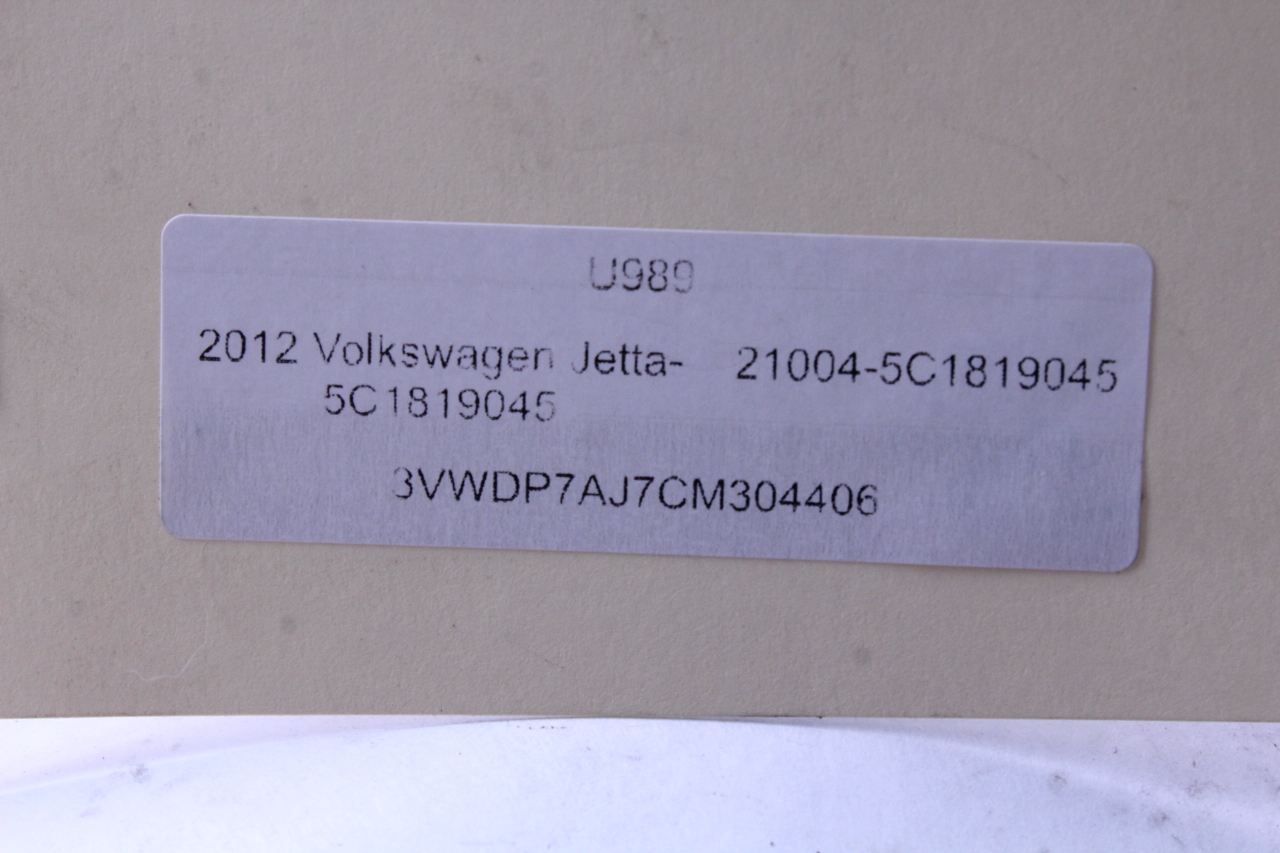 U989
2012 Volkswagen Jetta- 21004-5C1819045
5C1819045
3VWDP7AJ7CM304406